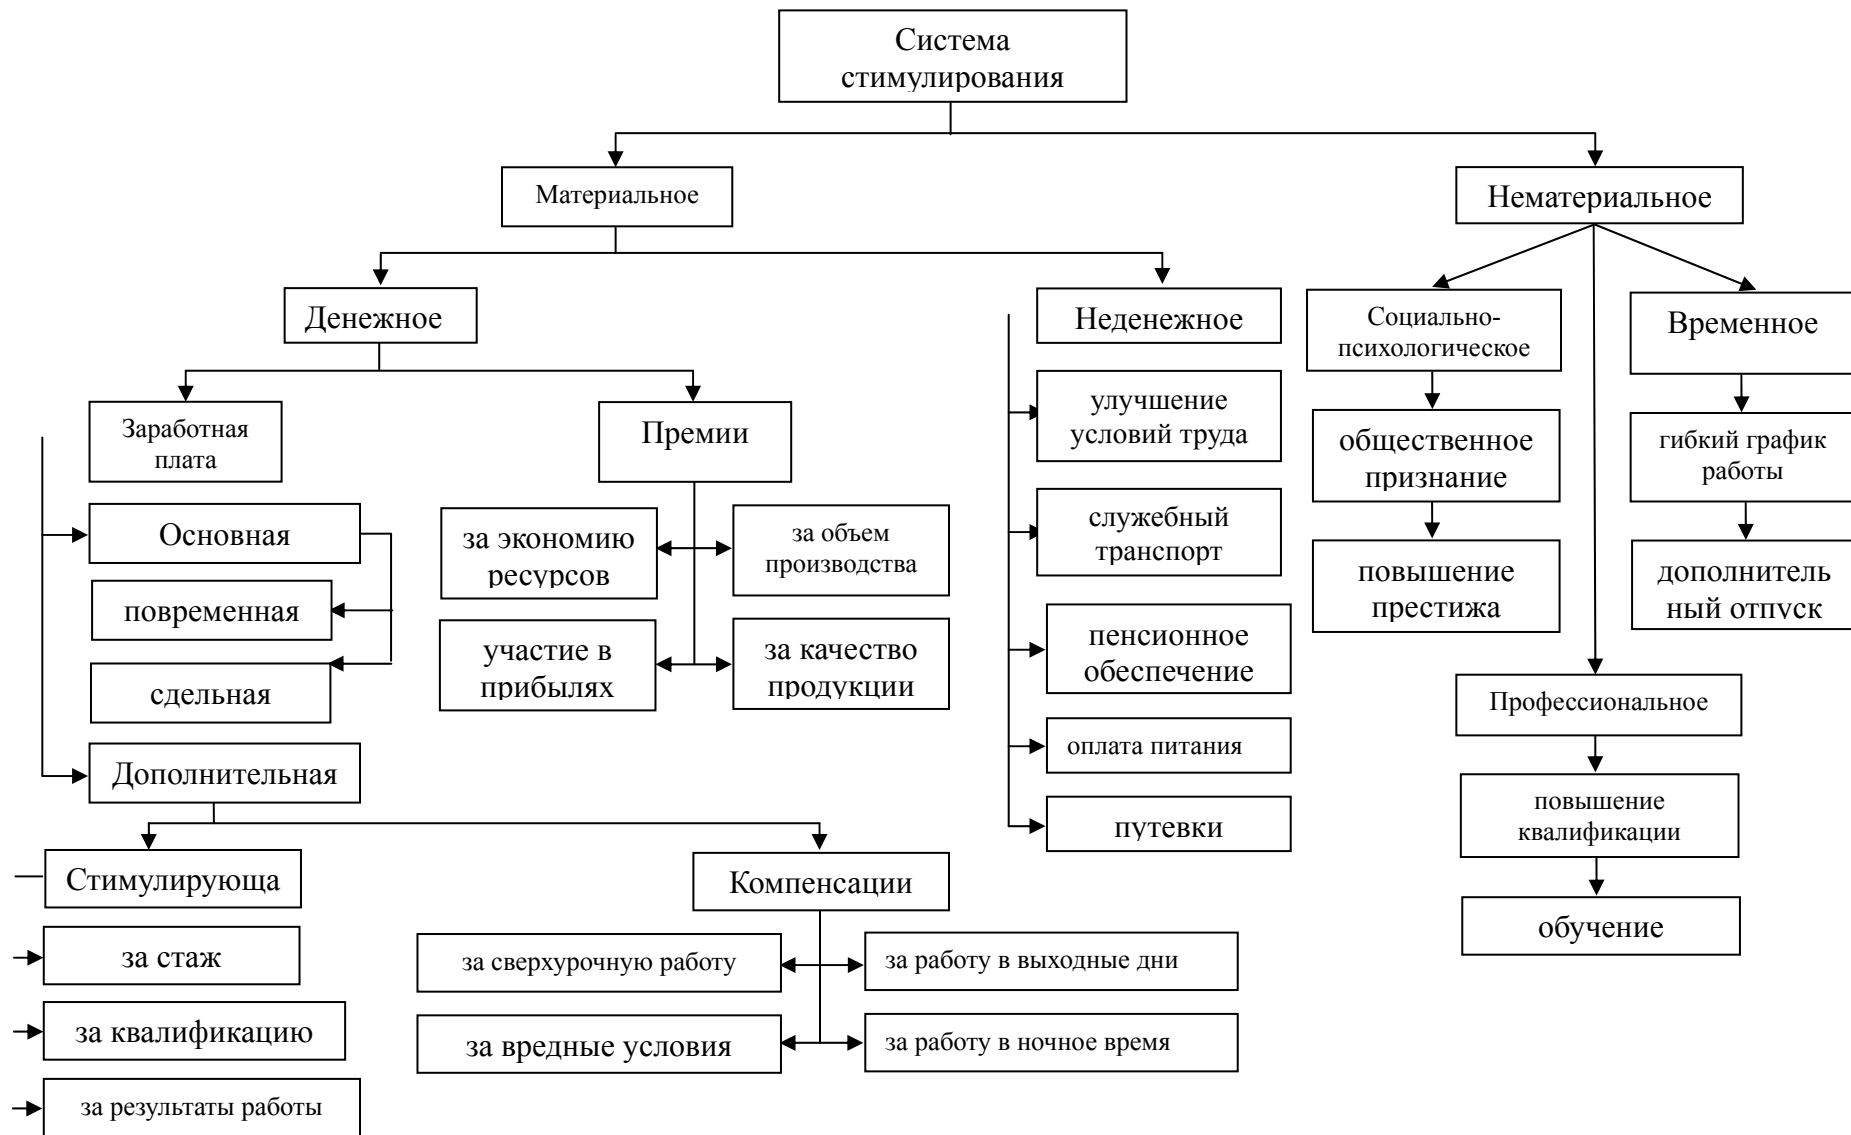 Система
стимулирования
Материальное
Нематериальное
Денежное
Неденежное
Социально-
психологическое
Временное
Заработная
плата
Премии
улучшение
условий труда
общественное
признание
гибкий график
работы
Основная
за экономию
ресурсов
за объем
производства
служебный
транспорт
повышение
престижа
дополнитель
ный отпуск
повременная
сдельная
участие в
прибылях
за качество
продукции
пенсионное
обеспечение
Профессиональное
Дополнительная
оплата питания
повышение
квалификации
путевки
Стимулирующа
Компенсации
обучение
за стаж
за сверхурочную работу
за работу в выходные дни
за квалификацию
за вредные условия
за работу в ночное время
за результаты работы